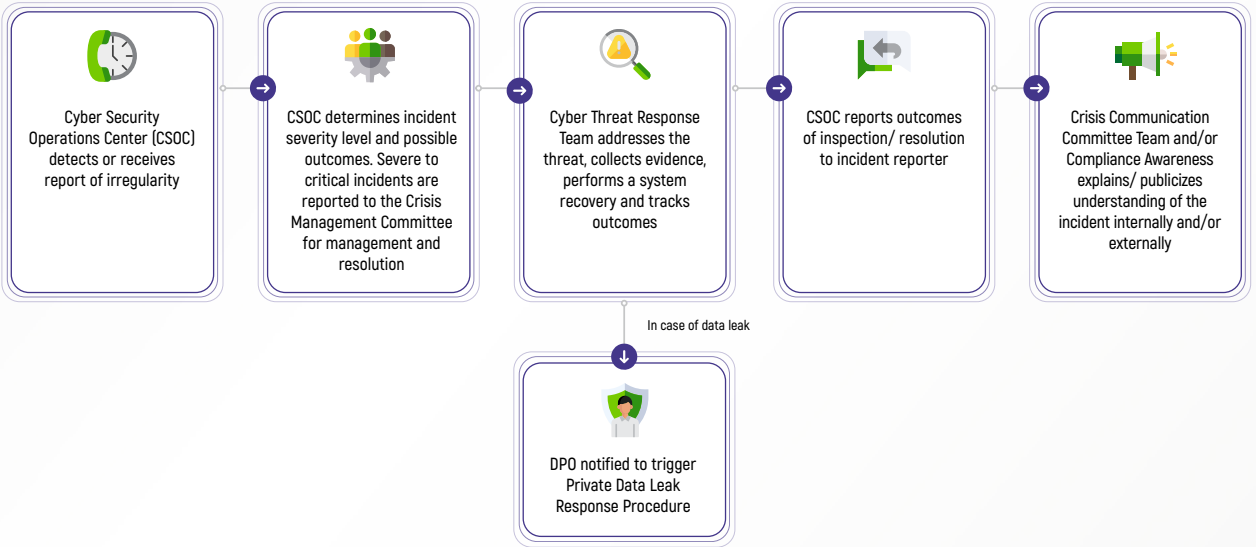 Cyber Security
Operations Center (CSOC)
detects or receives
report of irregularity
CSOC determines incident
severity level and possible
outcomes. Severe to
critical incidents are
reported to the Crisis
Management Committee
for management and
resolution
Cyber Threat Response
Team addresses the
threat, collects evidence,
performs a system
recovery and tracks
outcomes
CSOC reports outcomes
of inspection/ resolution
to incident reporter
Crisis Communication
Committee Team and/or
Compliance Awareness
explains/ publicizes
understanding of the
incident internally and/or
externally
In case of data leak
DPO notified to trigger
Private Data Leak
Response Procedure